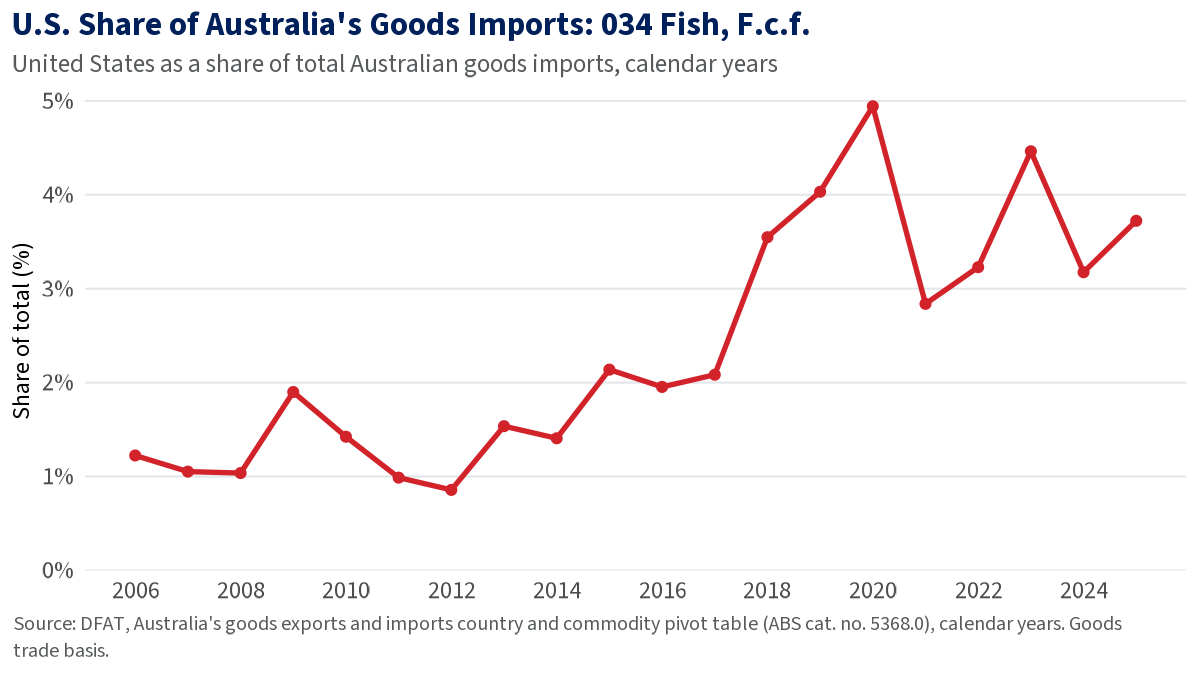 U.S. Share of Australia's Goods Imports: 034 Fish, F.c.f.
United States as a share of total Australian goods imports, calendar years
5%
4%
3%
2%
1%
0%
Share of total (%)
2006 2008 2010 2012 2014 2016 2018 2020 2022 2024
Source: DFAT, Australia's goods exports and imports country and commodity pivot table (ABS cat. no. 5368.0), calendar years. Goods
trade basis.